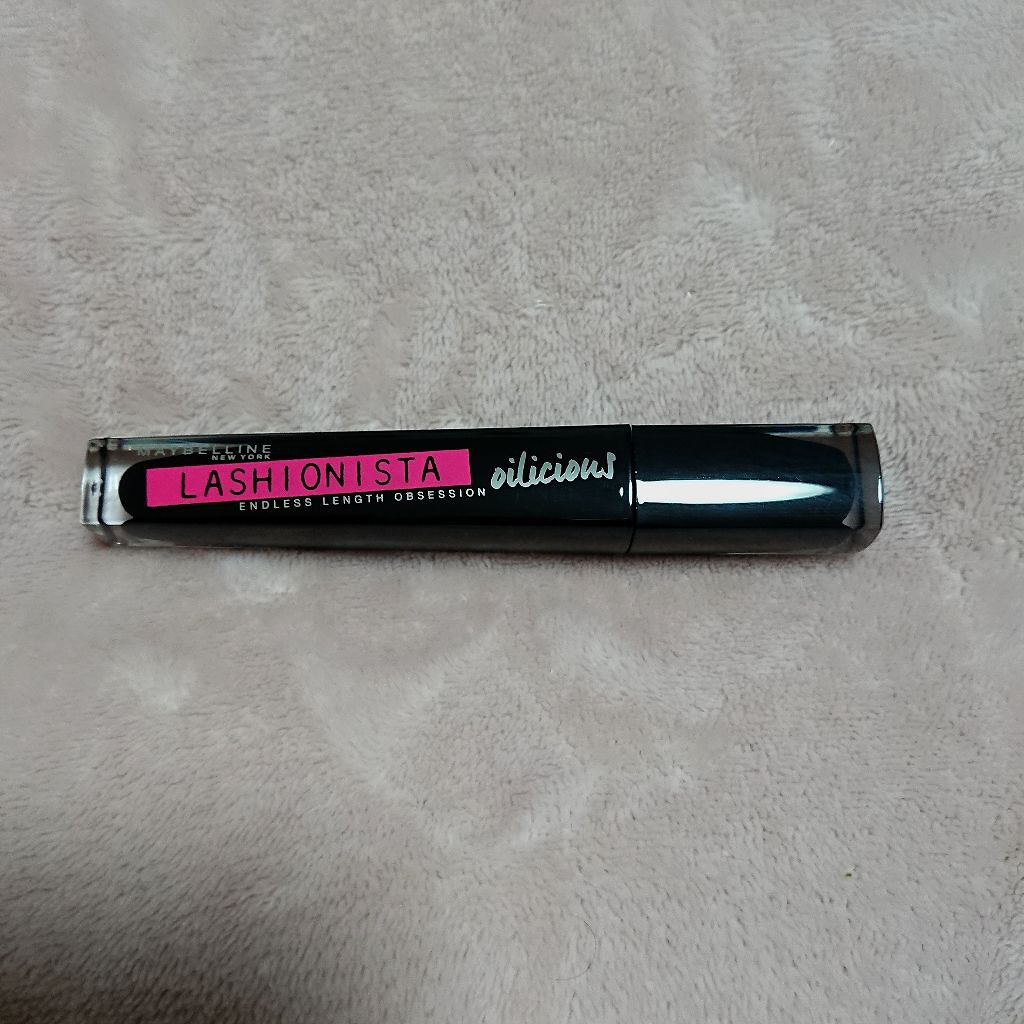 MAYBELLINE
NEW YORK
LASHIONISTA
oilicious
ENDLESS LENGTH OBSESSION